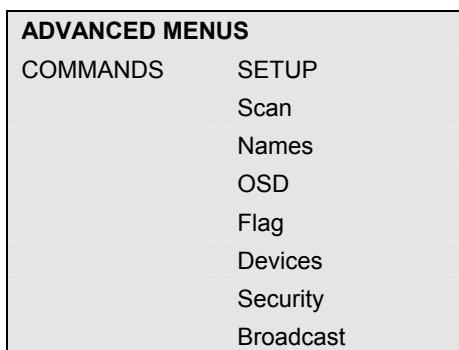 ADVANCED MENUS
COMMANDS SETUP
Scan
Names
OSD
Flag
Devices
Security
Broadcast